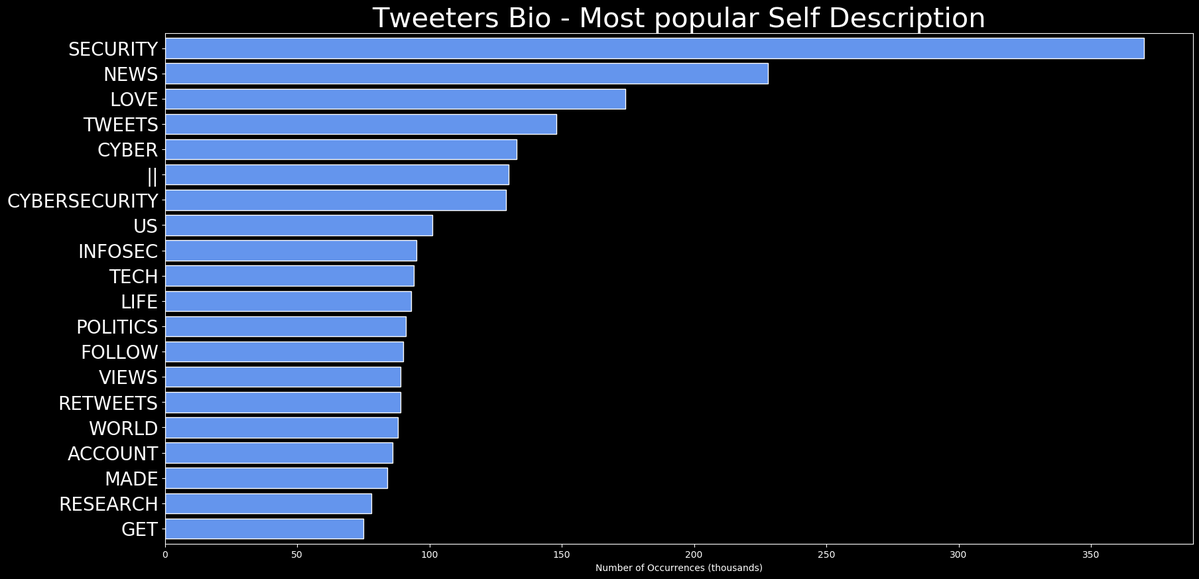 Tweeters Bio - Most popular Self Description
SECURITY
NEWS
LOVE
TWEETS
CYBER
||
CYBERSECURITY
US
INFOSEC
TECH
LIFE
POLITICS
FOLLOW
VIEWS
RETWEETS
WORLD
ACCOUNT
MADE
RESEARCH
GET
0 50 100 150 200 250 300 350
Number of Occurrences (thousands)